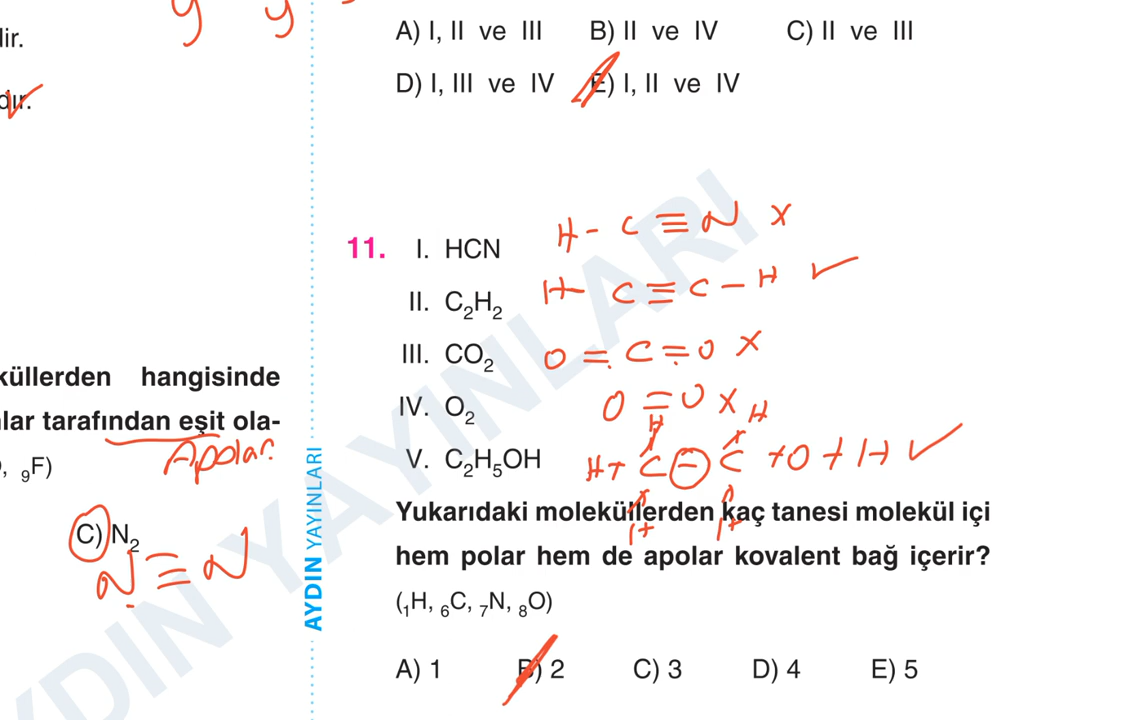 dir.
dır.
A) I, II ve III B) II ve IV C) II ve III
D) I, III ve IV E) I, II ve IV
küllerden hangisinde
lar tarafından eşit ola-
Apolar
, ₉F)
C) N₂
N ≡ N
AYDIN YAYINLARI
11. I. HCN H - C ≡ N X
II. C₂H₂ H - C ≡ C - H ✓
III. CO₂ O = C = O X
IV. O₂ O = O X
V. C₂H₅OH
Yukarıdaki moleküllerden kaç tanesi molekül içi
hem polar hem de apolar kovalent bağ içerir?
(₁H, ₆C, ₇N, ₈O)
A) 1 B) 2 C) 3 D) 4 E) 5
AYDIN YAYINLARI